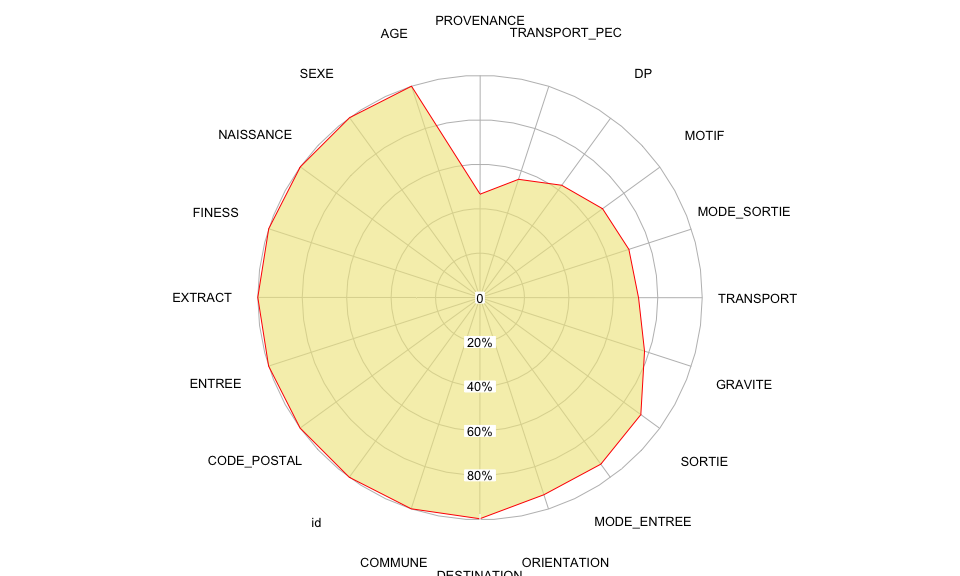 PROVENANCE
AGE
TRANSPORT_PEC
SEXE
DP
NAISSANCE
MOTIF
FINESS
MODE_SORTIE
EXTRACT
0
TRANSPORT
20%
ENTREE
40%
GRAVITE
60%
CODE_POSTAL
80%
SORTIE
id
MODE_ENTREE
COMMUNE
ORIENTATION
DESTINATION